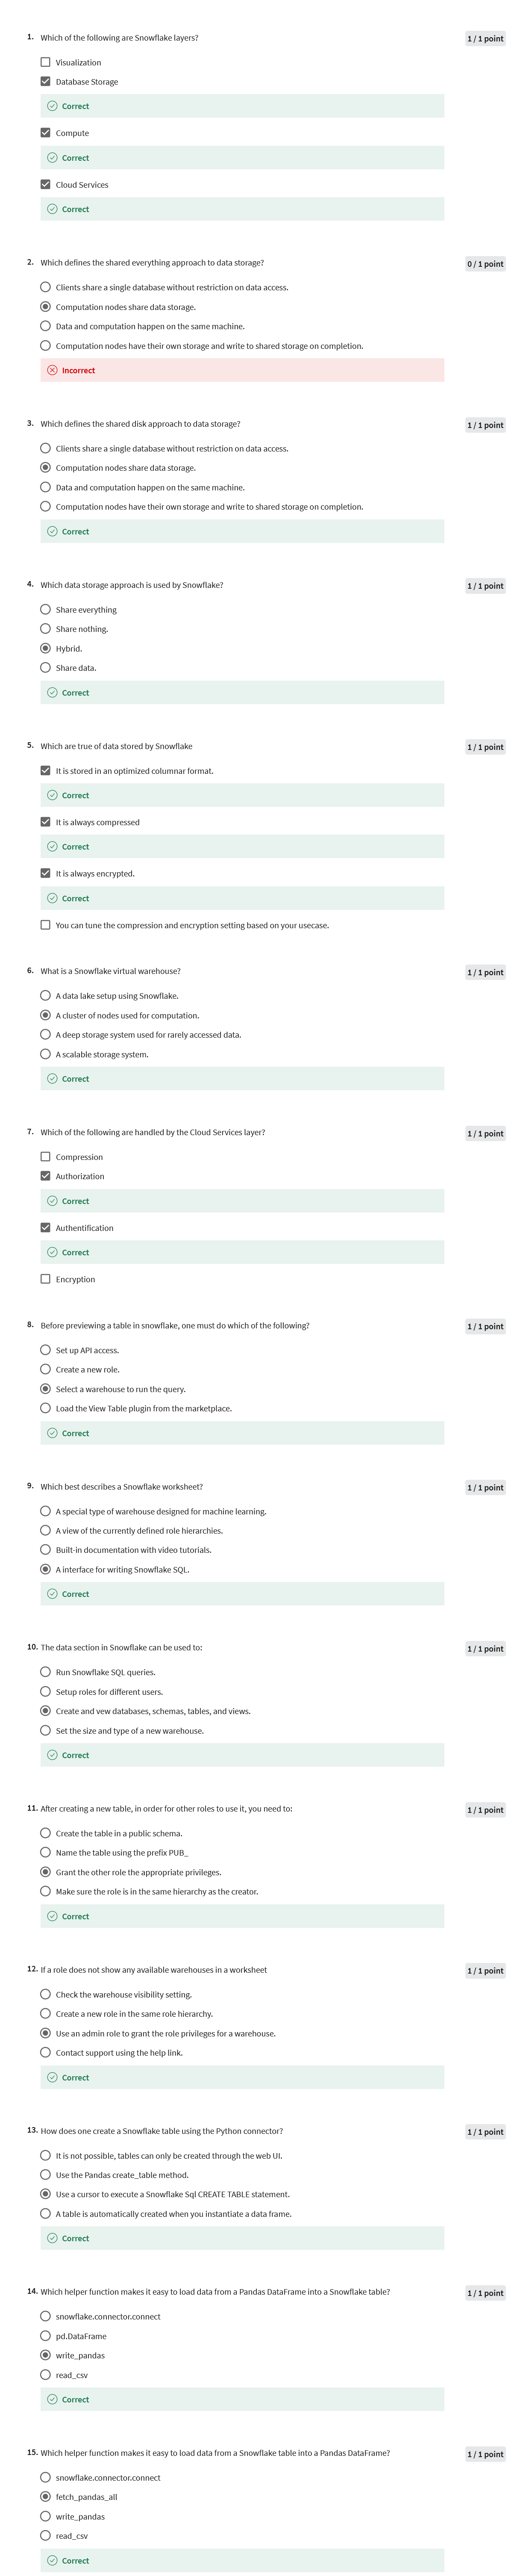 1. Which of the following are Snowflake layers?
1 / 1 point
Visualization
Database Storage
Correct
Compute
Correct
Cloud Services
Correct
2. Which defines the shared everything approach to data storage?
0 / 1 point
Clients share a single database without restriction on data access.
Computation nodes share data storage.
Data and computation happen on the same machine.
Computation nodes have their own storage and write to shared storage on completion.
Incorrect
3. Which defines the shared disk approach to data storage?
1 / 1 point
Clients share a single database without restriction on data access.
Computation nodes share data storage.
Data and computation happen on the same machine.
Computation nodes have their own storage and write to shared storage on completion.
Correct
4. Which data storage approach is used by Snowflake?
1 / 1 point
Share everything
Share nothing.
Hybrid.
Share data.
Correct
5. Which are true of data stored by Snowflake
1 / 1 point
It is stored in an optimized columnar format.
Correct
It is always compressed
Correct
It is always encrypted.
Correct
You can tune the compression and encryption setting based on your usecase.
6. What is a Snowflake virtual warehouse?
1 / 1 point
A data lake setup using Snowflake.
A cluster of nodes used for computation.
A deep storage system used for rarely accessed data.
A scalable storage system.
Correct
7. Which of the following are handled by the Cloud Services layer?
1 / 1 point
Compression
Authorization
Correct
Authentification
Correct
Encryption
8. Before previewing a table in snowflake, one must do which of the following?
1 / 1 point
Set up API access.
Create a new role.
Select a warehouse to run the query.
Load the View Table plugin from the marketplace.
Correct
9. Which best describes a Snowflake worksheet?
1 / 1 point
A special type of warehouse designed for machine learning.
A view of the currently defined role hierarchies.
Built-in documentation with video tutorials.
A interface for writing Snowflake SQL.
Correct
10. The data section in Snowflake can be used to:
1 / 1 point
Run Snowflake SQL queries.
Setup roles for different users.
Create and vew databases, schemas, tables, and views.
Set the size and type of a new warehouse.
Correct
11. After creating a new table, in order for other roles to use it, you need to:
1 / 1 point
Create the table in a public schema.
Name the table using the prefix PUB_
Grant the other role the appropriate privileges.
Make sure the role is in the same hierarchy as the creator.
Correct
12. If a role does not show any available warehouses in a worksheet
1 / 1 point
Check the warehouse visibility setting.
Create a new role in the same role hierarchy.
Use an admin role to grant the role privileges for a warehouse.
Contact support using the help link.
Correct
13. How does one create a Snowflake table using the Python connector?
1 / 1 point
It is not possible, tables can only be created through the web UI.
Use the Pandas create_table method.
Use a cursor to execute a Snowflake Sql CREATE TABLE statement.
A table is automatically created when you instantiate a data frame.
Correct
14. Which helper function makes it easy to load data from a Pandas DataFrame into a Snowflake table?
1 / 1 point
snowflake.connector.connect
pd.DataFrame
write_pandas
read_csv
Correct
15. Which helper function makes it easy to load data from a Snowflake table into a Pandas DataFrame?
1 / 1 point
snowflake.connector.connect
fetch_pandas_all
write_pandas
read_csv
Correct